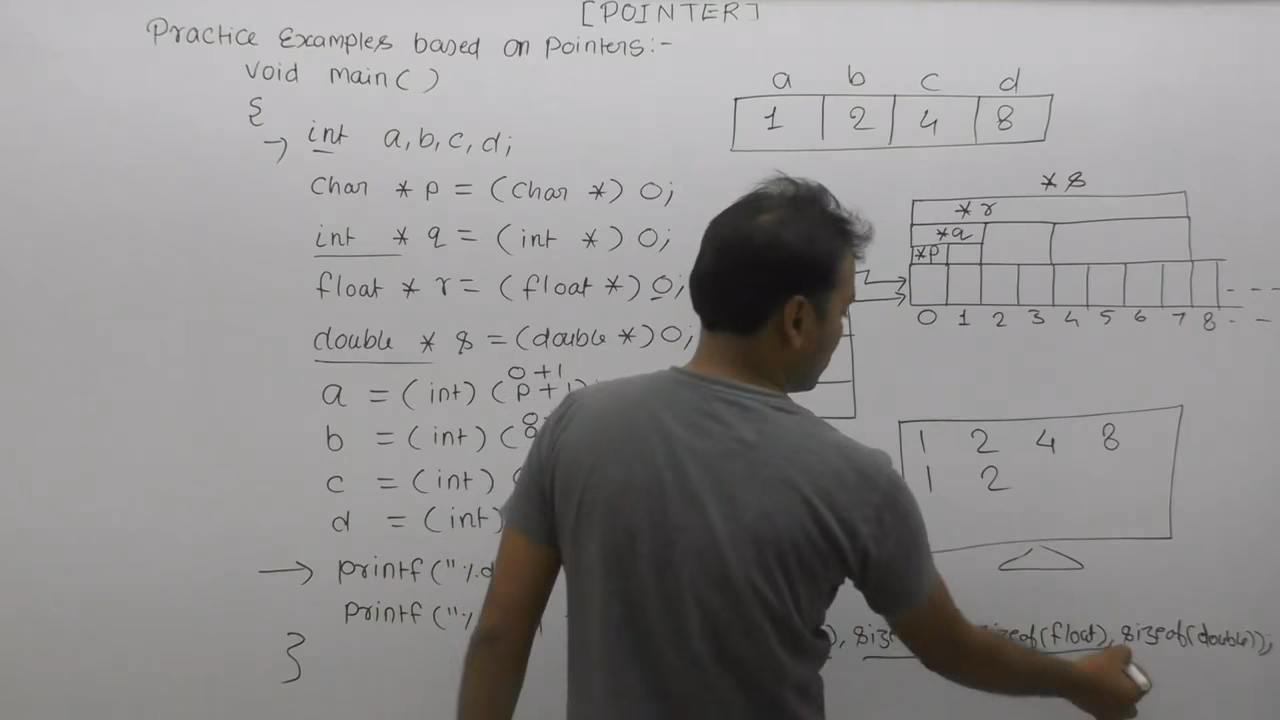 [POINTER]
Practice Examples based on Pointers:-
void main( )
{
→ int a, b, c, d;
char * p = (char *) 0;
int * q = (int *) 0;
float * r = (float *) 0;
double * s = (double *) 0;
0+1
a = (int) (p+1)
b = (int) (
c = (int)
d = (int)
→ printf("%d
printf("%
), size sizeof(float), sizeof(double));
}
a b c d
1 2 4 8
*s
*r
*q
*p
0 1 2 3 4 5 6 7 8 - -
1 2 4 8
1 2